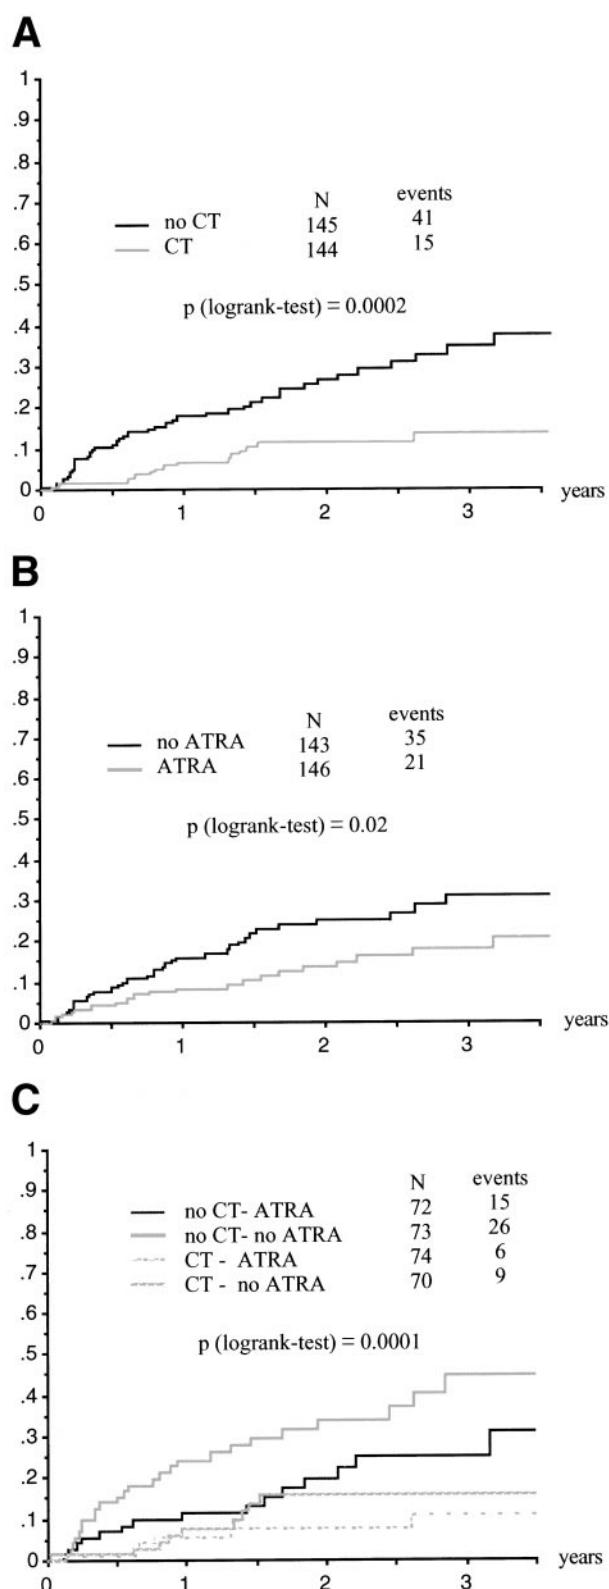 A
1
.9
.8
.7
.6
.5
.4
.3
.2
.1
0
N events
no CT 145 41
CT 144 15
p (logrank-test) = 0.0002
0 1 2 3 years
B
1
.9
.8
.7
.6
.5
.4
.3
.2
.1
0
N events
no ATRA 143 35
ATRA 146 21
p (logrank-test) = 0.02
0 1 2 3 years
C
1
.9
.8
.7
.6
.5
.4
.3
.2
.1
0
N events
no CT- ATRA 72 15
no CT- no ATRA 73 26
CT - ATRA 74 6
CT - no ATRA 70 9
p (logrank-test) = 0.0001
0 1 2 3 years